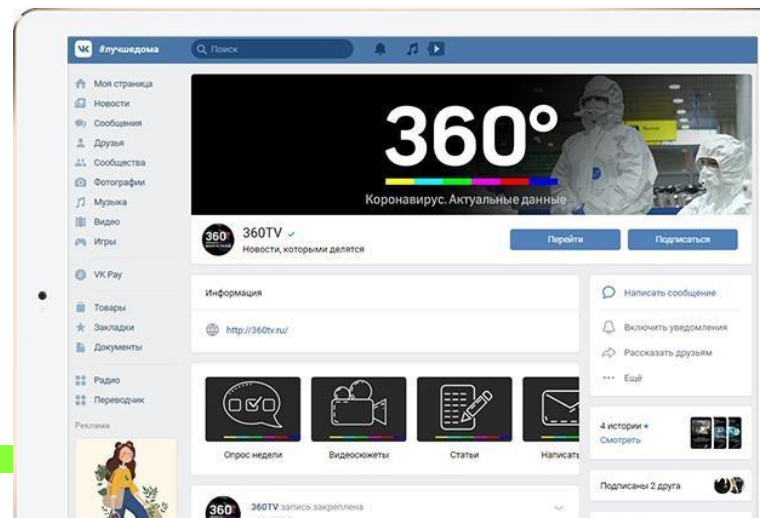 #лучшедома
Поиск
Моя страница
Новости
Сообщения
Друзья
Сообщества
Фотографии
Музыка
Видео
Игры
VK Pay
Товары
Закладки
Документы
Радио
Переводчик
Реклама
360°
Коронавирус. Актуальные данные
360TV
Новости, которыми делятся
Перейти
Подписаться
Информация
http://360tv.ru/
Опрос недели
Видеосюжеты
Статьи
Написать
360TV запись закреплена
Написать сообщение
Включить уведомления
Рассказать друзьям
Ещё
4 истории
Смотреть
Подписаны 2 друга